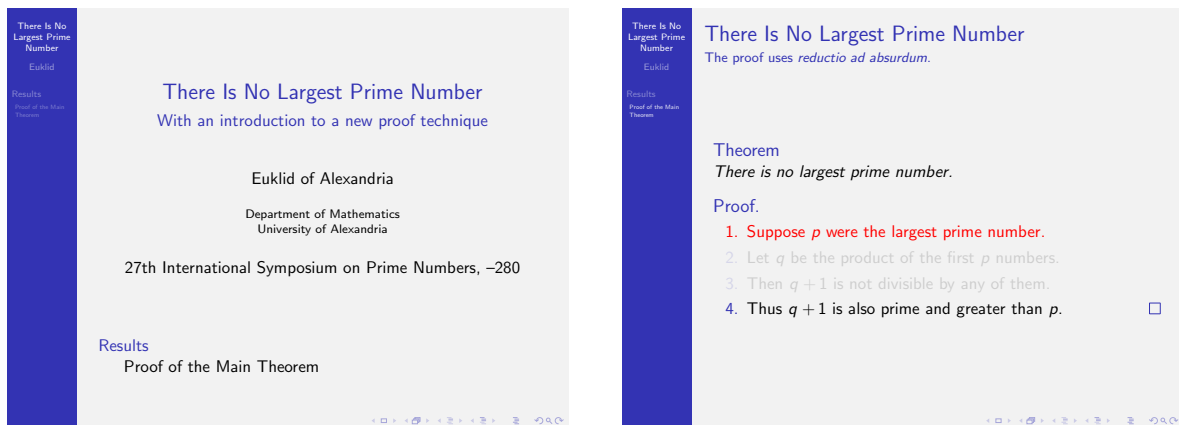 There Is No
Largest Prime
Number
Euklid
Results
Proof of the Main
Theorem
There Is No Largest Prime Number
With an introduction to a new proof technique
Euklid of Alexandria
Department of Mathematics
University of Alexandria
27th International Symposium on Prime Numbers, –280
Results
Proof of the Main Theorem
There Is No
Largest Prime
Number
Euklid
Results
Proof of the Main
Theorem
There Is No Largest Prime Number
The proof uses reductio ad absurdum.
Theorem
There is no largest prime number.
Proof.
1. Suppose p were the largest prime number.
2. Let q be the product of the first p numbers.
3. Then q + 1 is not divisible by any of them.
4. Thus q + 1 is also prime and greater than p.